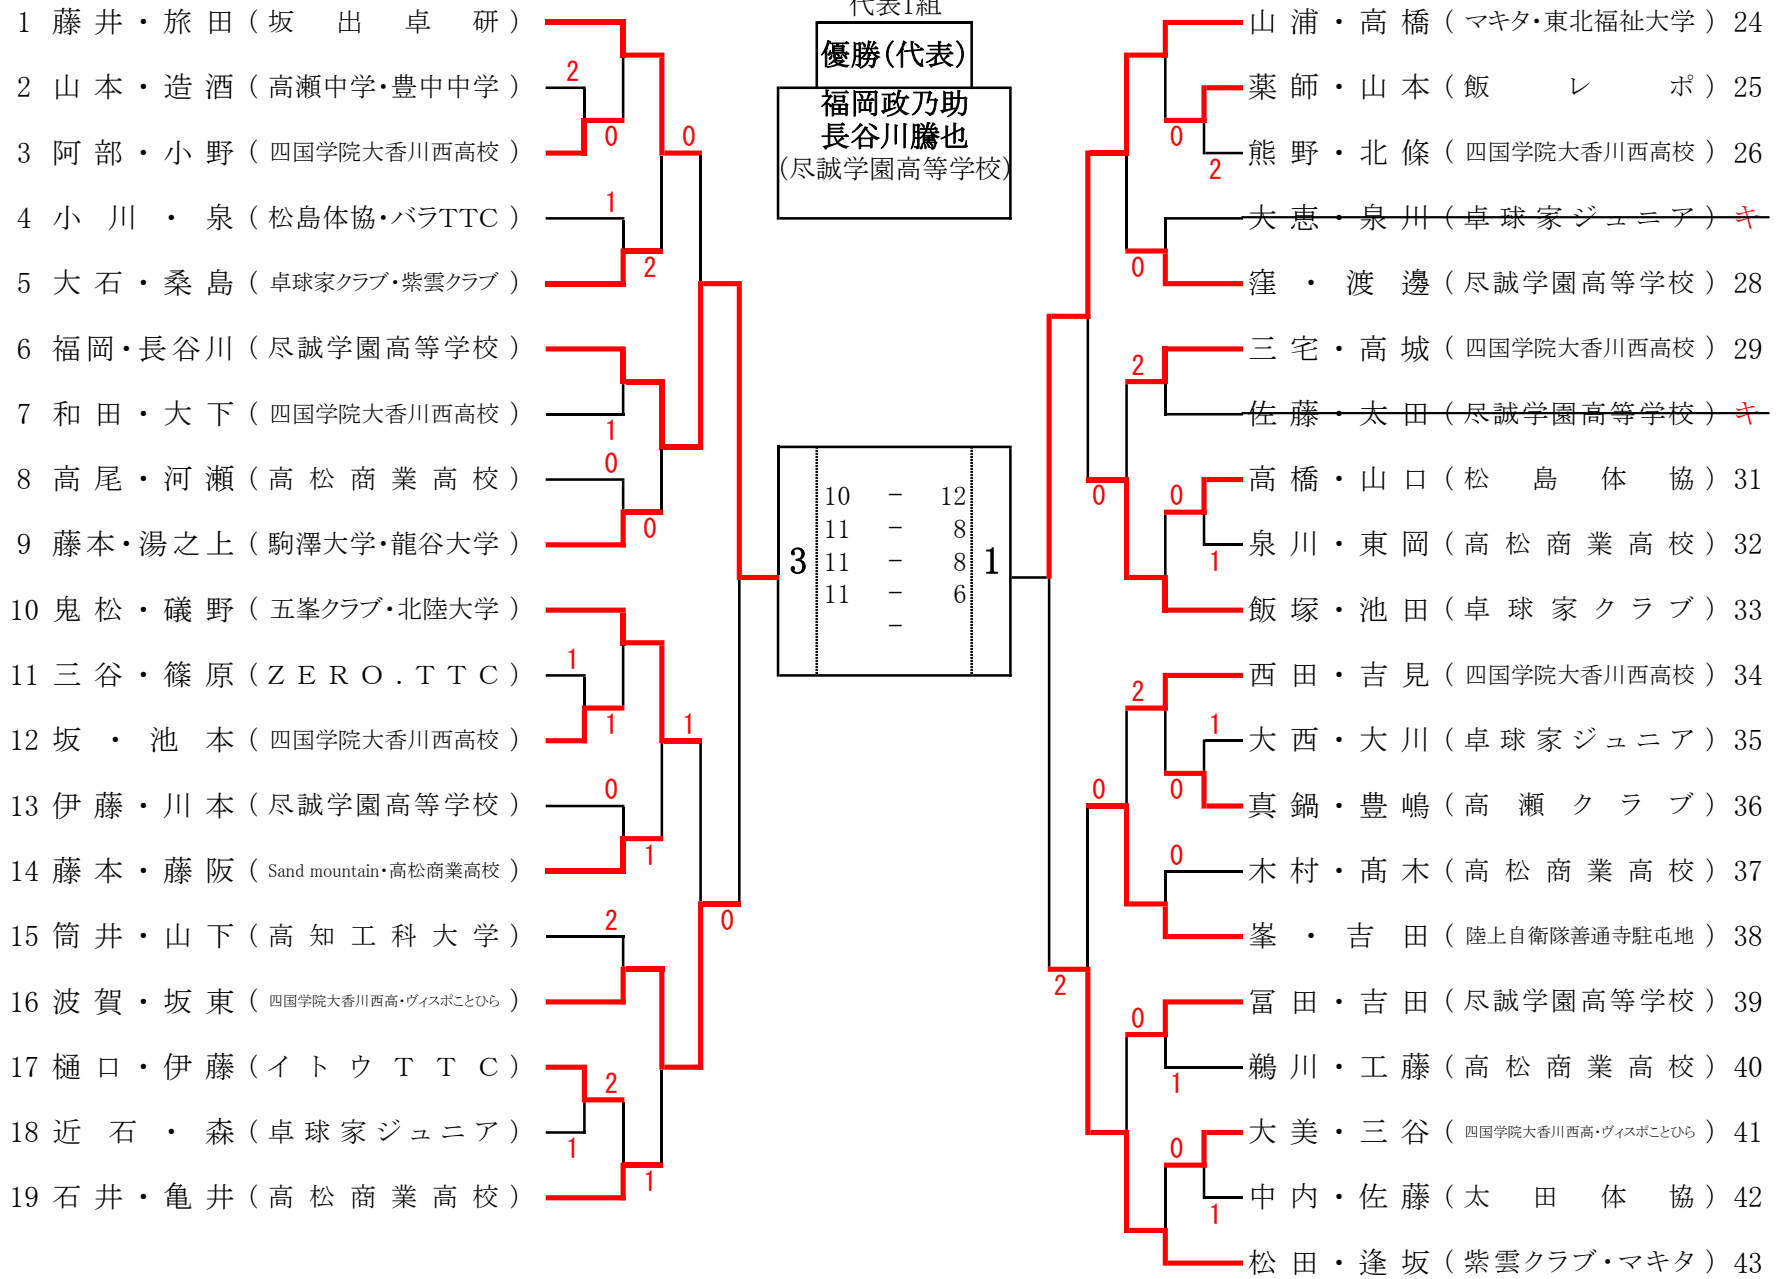 代表1組
優勝(代表)
福岡政乃助
長谷川騰也
(尽誠学園高等学校)
1 藤井・旅田(坂出卓研)
2 山本・造酒(高瀬中学・豊中中学)
2
3 阿部・小野(四国学院大香川西高校)
0
0
4 小川・泉(松島体協・バラTTC)
1
5 大石・桑島(卓球家クラブ・紫雲クラブ)
2
6 福岡・長谷川(尽誠学園高等学校)
7 和田・大下(四国学院大香川西高校)
1
8 高尾・河瀬(高松商業高校)
0
9 藤本・湯之上(駒澤大学・龍谷大学)
0
10 鬼松・礒野(五峯クラブ・北陸大学)
11 三谷・篠原(ZERO.TTC)
1
12 坂・池本(四国学院大香川西高校)
1
1
13 伊藤・川本(尽誠学園高等学校)
0
14 藤本・藤阪(Sand mountain・高松商業高校)
1
15 筒井・山下(高知工科大学)
2
0
16 波賀・坂東(四国学院大香川西高・ヴィスポことひら)
17 樋口・伊藤(イトウTTC)
2
18 近石・森(卓球家ジュニア)
1
19 石井・亀井(高松商業高校)
1
3
10 － 12
11 － 8
11 － 8
11 － 6
－
1
山浦・高橋(マキタ・東北福祉大学) 24
薬師・山本(飯レポ) 25
0
熊野・北條(四国学院大香川西高校) 26
2
大恵・泉川(卓球家ジュニア) キ
0
窪・渡邊(尽誠学園高等学校) 28
三宅・高城(四国学院大香川西高校) 29
2
佐藤・太田(尽誠学園高等学校) キ
高橋・山口(松島体協) 31
0
0
泉川・東岡(高松商業高校) 32
1
飯塚・池田(卓球家クラブ) 33
西田・吉見(四国学院大香川西高校) 34
2
大西・大川(卓球家ジュニア) 35
1
真鍋・豊嶋(高瀬クラブ) 36
0
0
木村・髙木(高松商業高校) 37
0
峯・吉田(陸上自衛隊善通寺駐屯地) 38
2
冨田・吉田(尽誠学園高等学校) 39
0
鵜川・工藤(高松商業高校) 40
1
大美・三谷(四国学院大香川西高・ヴィスポことひら) 41
0
中内・佐藤(太田体協) 42
1
松田・逢坂(紫雲クラブ・マキタ) 43